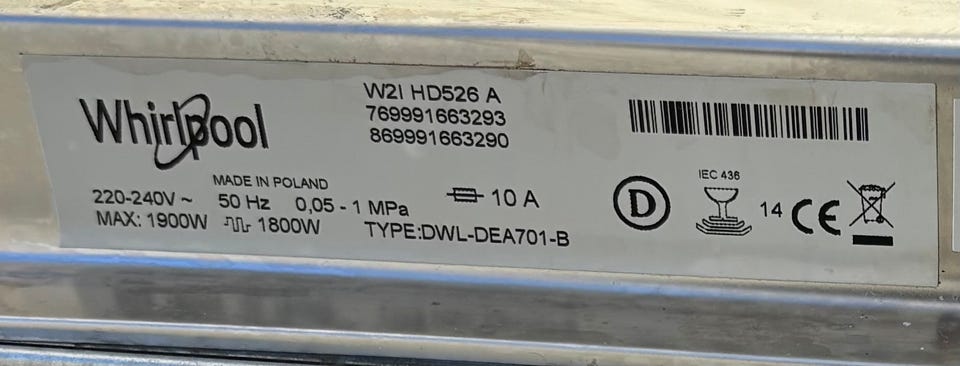 Whirlpool
W2I HD526 A
769991663293
869991663290
MADE IN POLAND
220-240V ~ 50 Hz 0,05 - 1 MPa
10 A
MAX: 1900W 1800W
TYPE:DWL-DEA701-B
D
IEC 436
14 CE